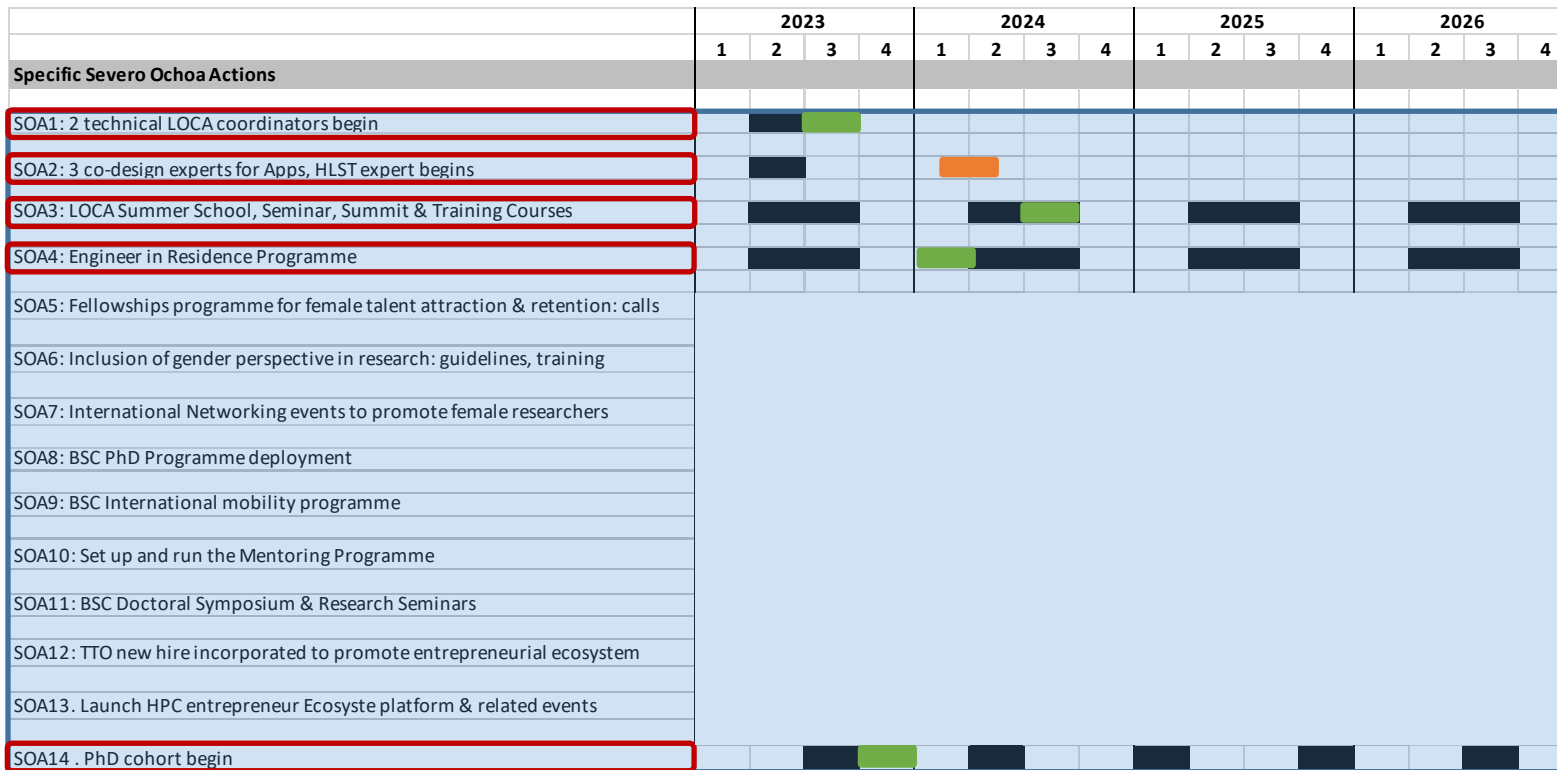 2023 2024 2025 2026
1 2 3 4 1 2 3 4 1 2 3 4 1 2 3 4
Specific Severo Ochoa Actions
SOA1: 2 technical LOCA coordinators begin
SOA2: 3 co-design experts for Apps, HLST expert begins
SOA3: LOCA Summer School, Seminar, Summit & Training Courses
SOA4: Engineer in Residence Programme
SOA5: Fellowships programme for female talent attraction & retention: calls
SOA6: Inclusion of gender perspective in research: guidelines, training
SOA7: International Networking events to promote female researchers
SOA8: BSC PhD Programme deployment
SOA9: BSC International mobility programme
SOA10: Set up and run the Mentoring Programme
SOA11: BSC Doctoral Symposium & Research Seminars
SOA12: TTO new hire incorporated to promote entrepreneurial ecosystem
SOA13. Launch HPC entrepreneur Ecosyste platform & related events
SOA14 . PhD cohort begin